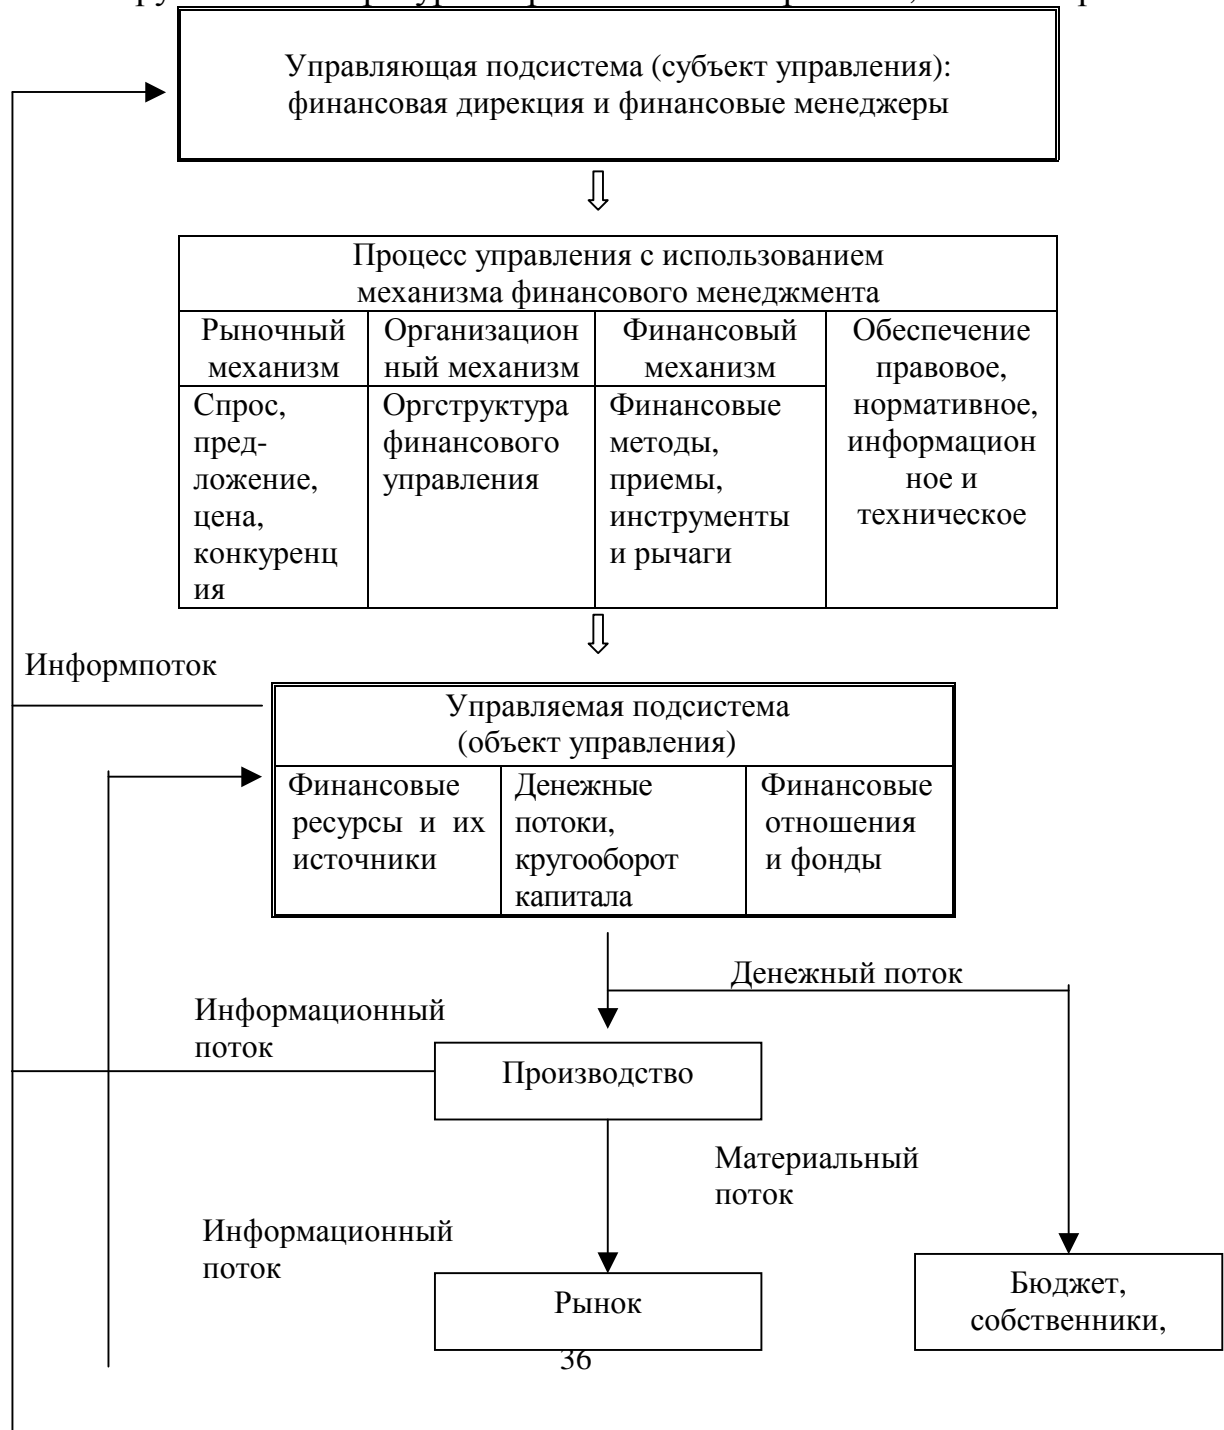 Управляющая подсистема (субъект управления):
финансовая дирекция и финансовые менеджеры
Процесс управления с использованием
механизма финансового менеджмента
Рыночный
механизм
Организацион
ный механизм
Финансовый
механизм
Обеспечение
правовое,
нормативное,
информацион
ное и
техническое
Спрос,
пред-
ложение,
цена,
конкуренц
ия
Оргструктура
финансового
управления
Финансовые
методы,
приемы,
инструменты
и рычаги
Информпоток
Управляемая подсистема
(объект управления)
Финансовые
ресурсы и их
источники
Денежные
потоки,
кругооборот
капитала
Финансовые
отношения
и фонды
Денежный поток
Информационный
поток
Производство
Материальный
поток
Информационный
поток
Рынок
Бюджет,
собственники,
36